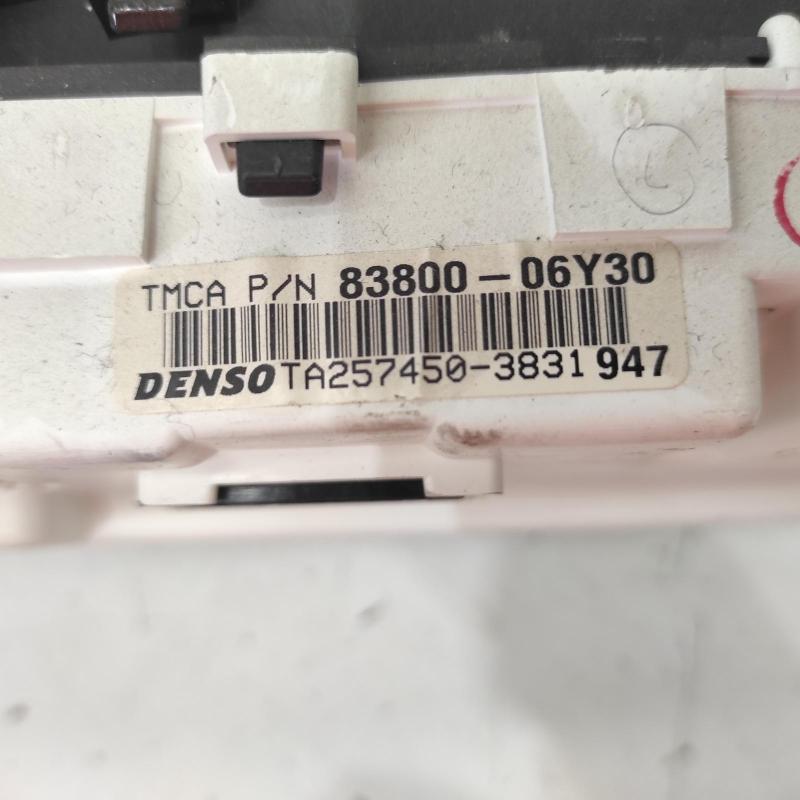 TMCA P/N 83800-06Y30
DENSO TA257450-3831 947